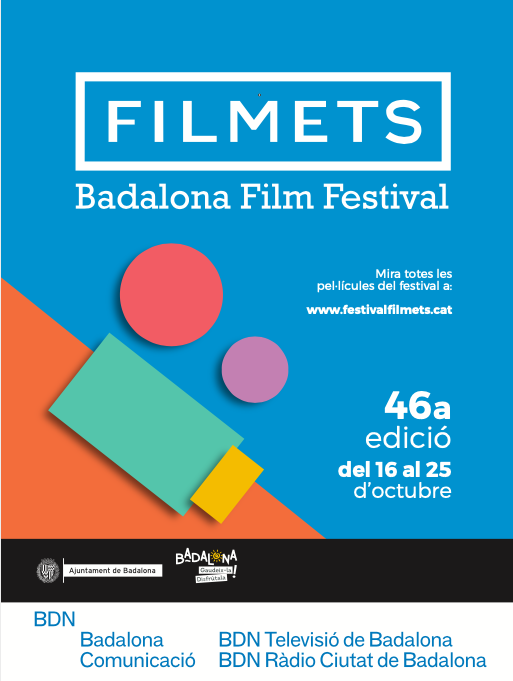 FILMETS
Badalona Film Festival
Mira totes les
pel·lícules del festival a:
www.festivalfilmets.cat
46a
edició
del 16 al 25
d'octubre
Ajuntament de Badalona
BADALONA
Gaudeix-la
Disfrútala!
BDN
Badalona
Comunicació
BDN Televisió de Badalona
BDN Ràdio Ciutat de Badalona